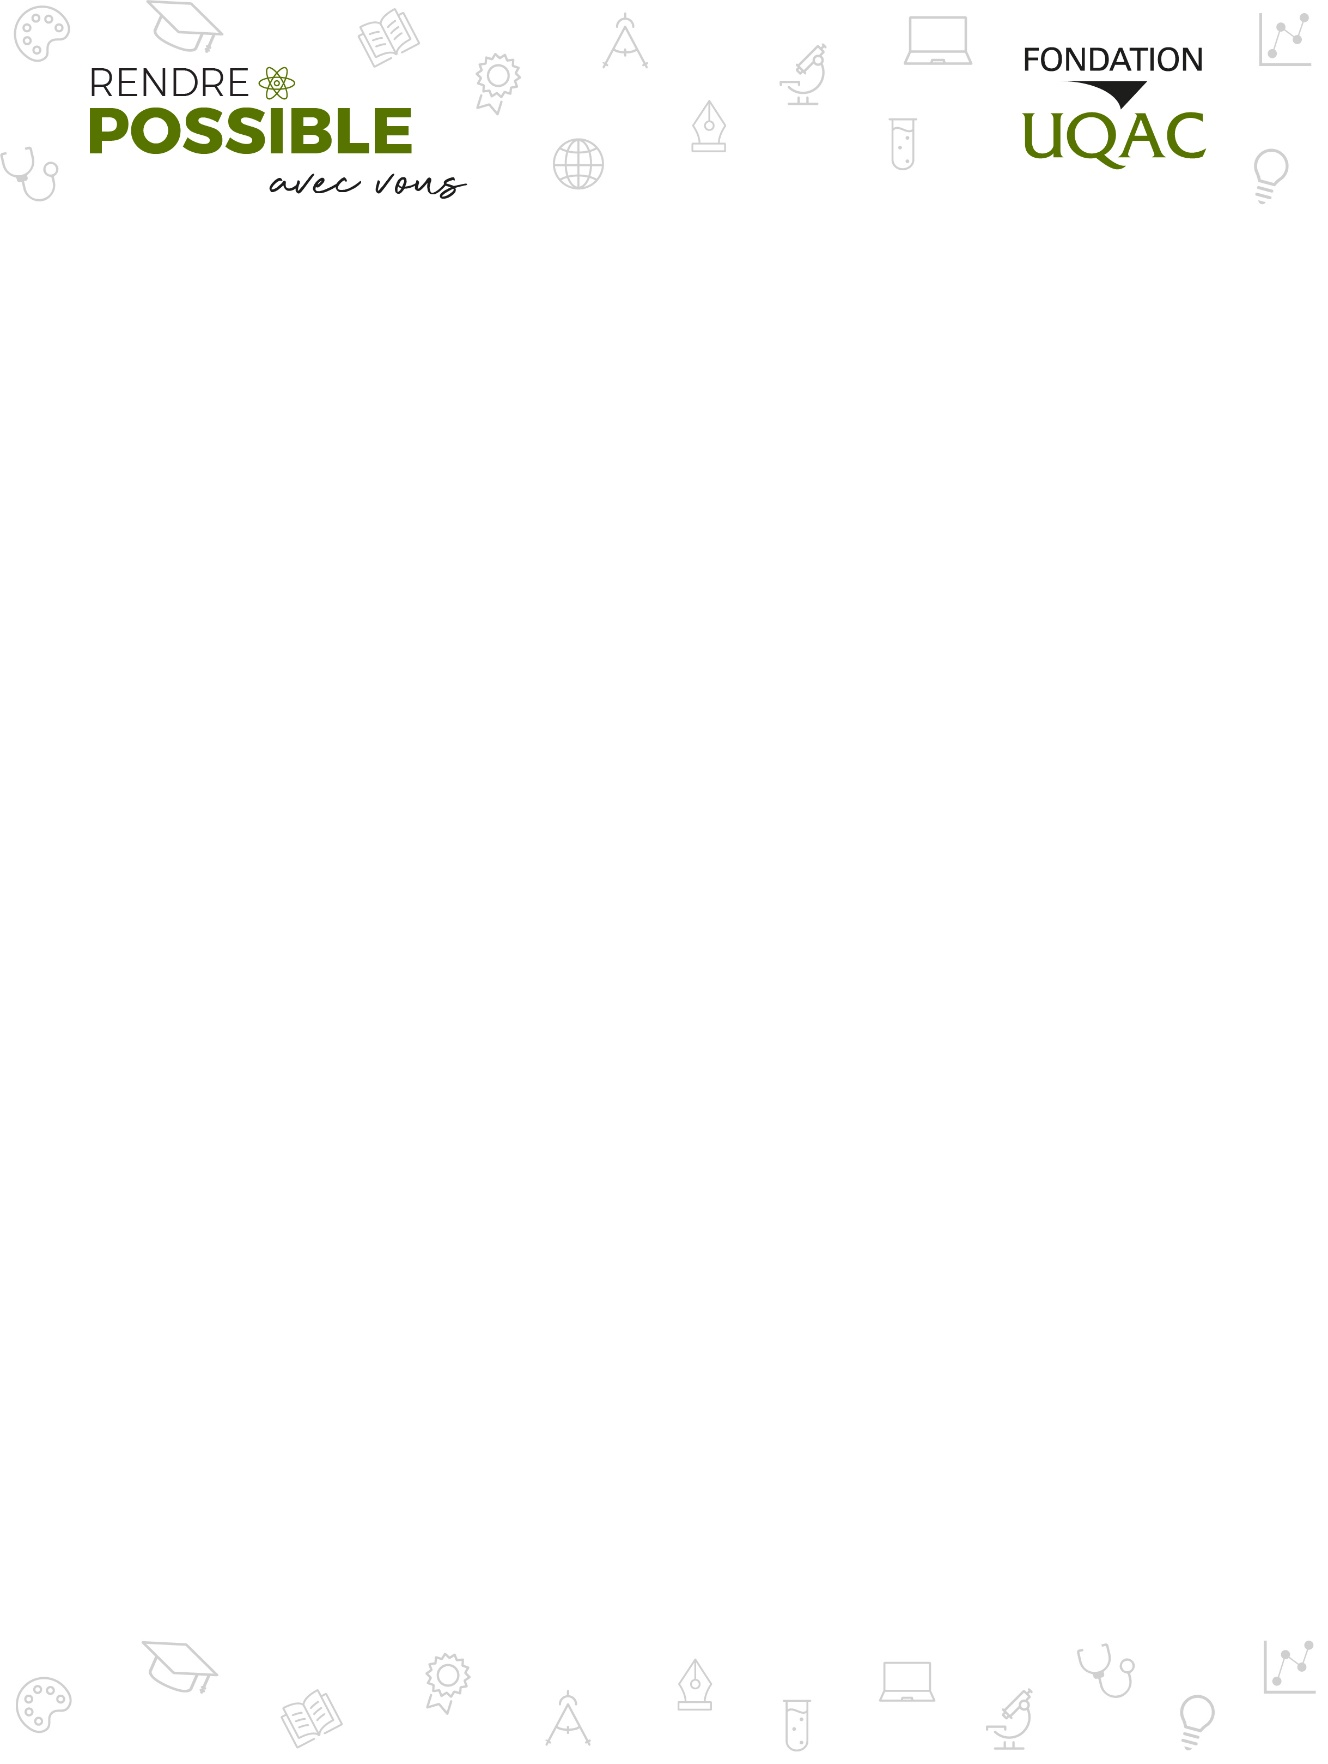 RENDRE
POSSIBLE
avec vous
FONDATION
UQAC